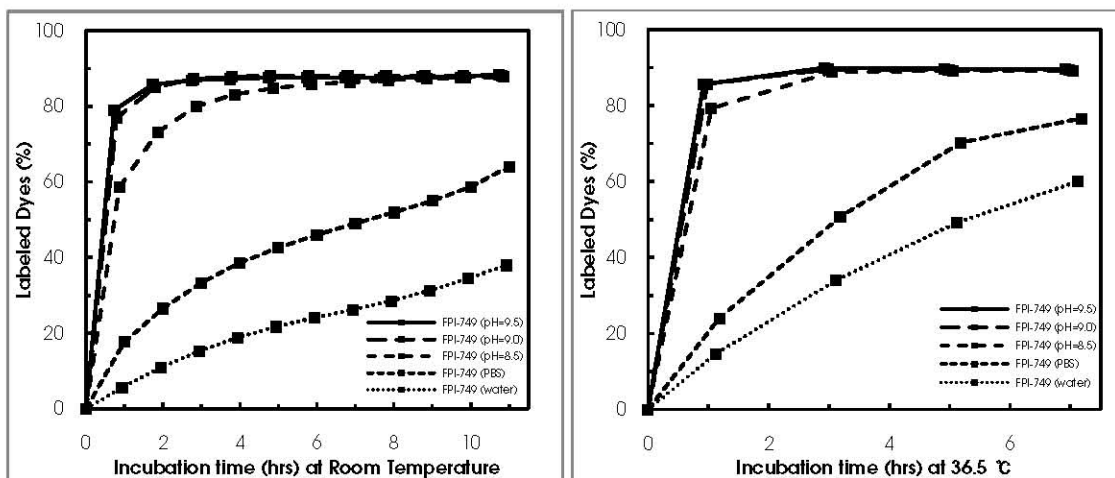 100
80
60
40
20
0
Labeled Dyes (%)
FPI-749 (pH=9.5)
FPI-749 (pH=9.0)
FPI-749 (pH=8.5)
FPI-749 (PBS)
FPI-749 (water)
0 2 4 6 8 10
Incubation time (hrs) at Room Temperature
100
80
60
40
20
0
Labeled Dyes (%)
FPI-749 (pH=9.5)
FPI-749 (pH=9.0)
FPI-749 (pH=8.5)
FPI-749 (PBS)
FPI-749 (water)
0 2 4 6
Incubation time (hrs) at 36.5 ℃